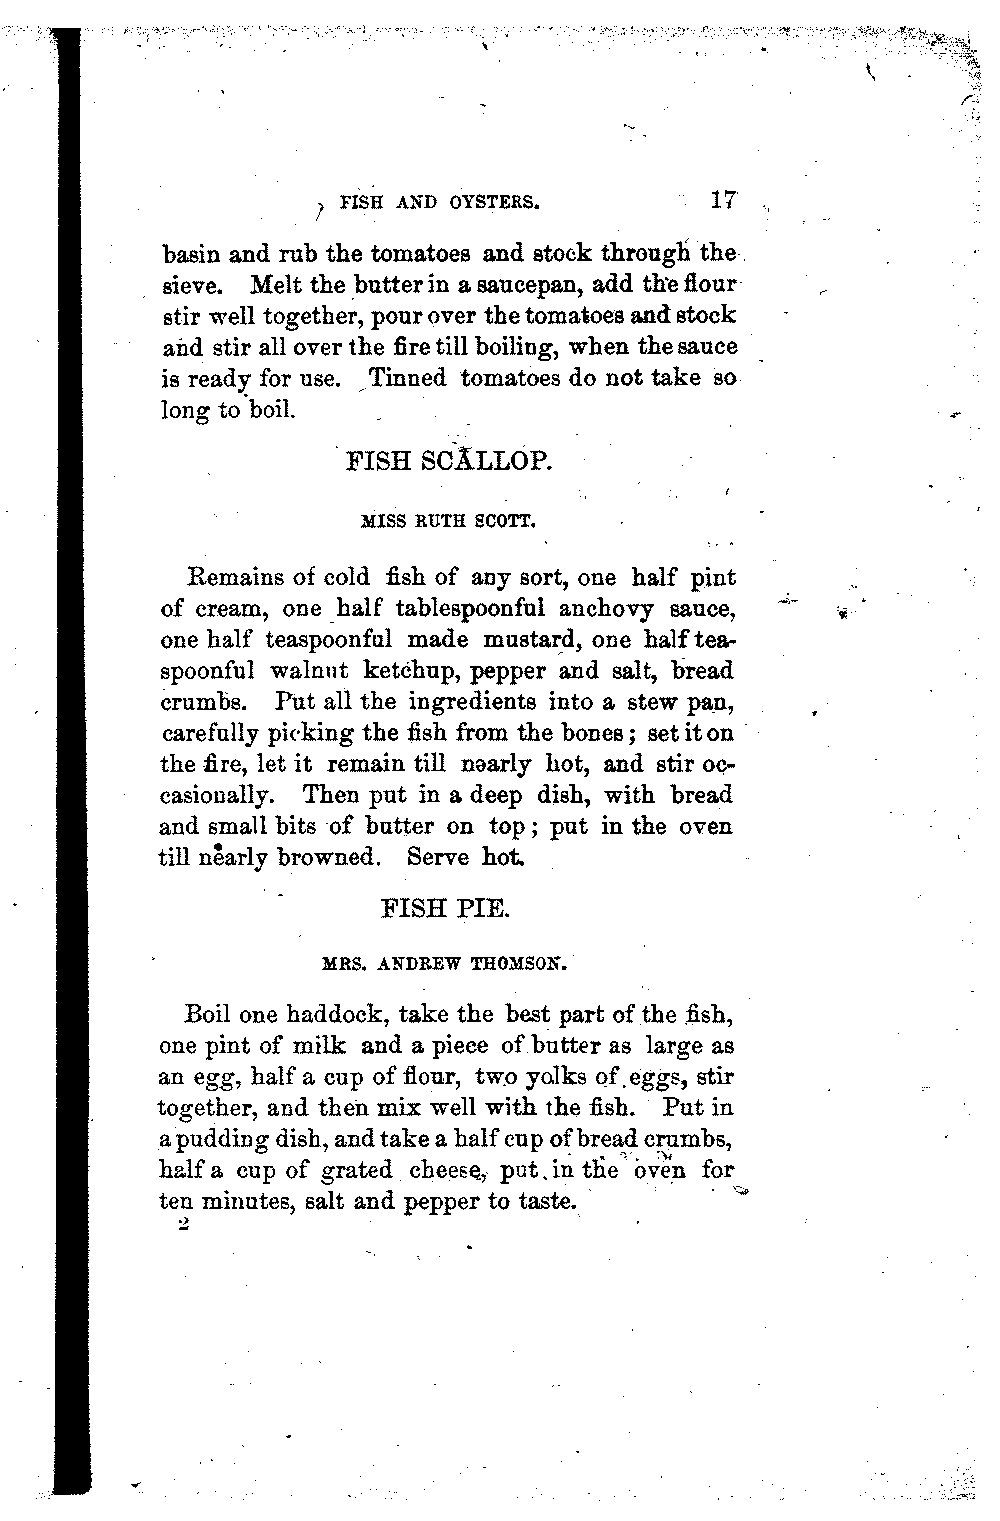 FISH AND OYSTERS. 17
basin and rub the tomatoes and stock through the
sieve. Melt the butter in a saucepan, add the flour
stir well together, pour over the tomatoes and stock
and stir all over the fire till boiling, when the sauce
is ready for use. Tinned tomatoes do not take so
long to boil.
FISH SCALLOP.
MISS RUTH SCOTT.
Remains of cold fish of any sort, one half pint
of cream, one half tablespoonful anchovy sauce,
one half teaspoonful made mustard, one half tea-
spoonful walnut ketchup, pepper and salt, bread
crumbs. Put all the ingredients into a stew pan,
carefully picking the fish from the bones; set it on
the fire, let it remain till nearly hot, and stir oc-
casionally. Then put in a deep dish, with bread
and small bits of butter on top; put in the oven
till nearly browned. Serve hot.
FISH PIE.
MRS. ANDREW THOMSON.
Boil one haddock, take the best part of the fish,
one pint of milk and a piece of butter as large as
an egg, half a cup of flour, two yolks of eggs, stir
together, and then mix well with the fish. Put in
a pudding dish, and take a half cup of bread crumbs,
half a cup of grated cheese, put in the oven for
ten minutes, salt and pepper to taste.
2